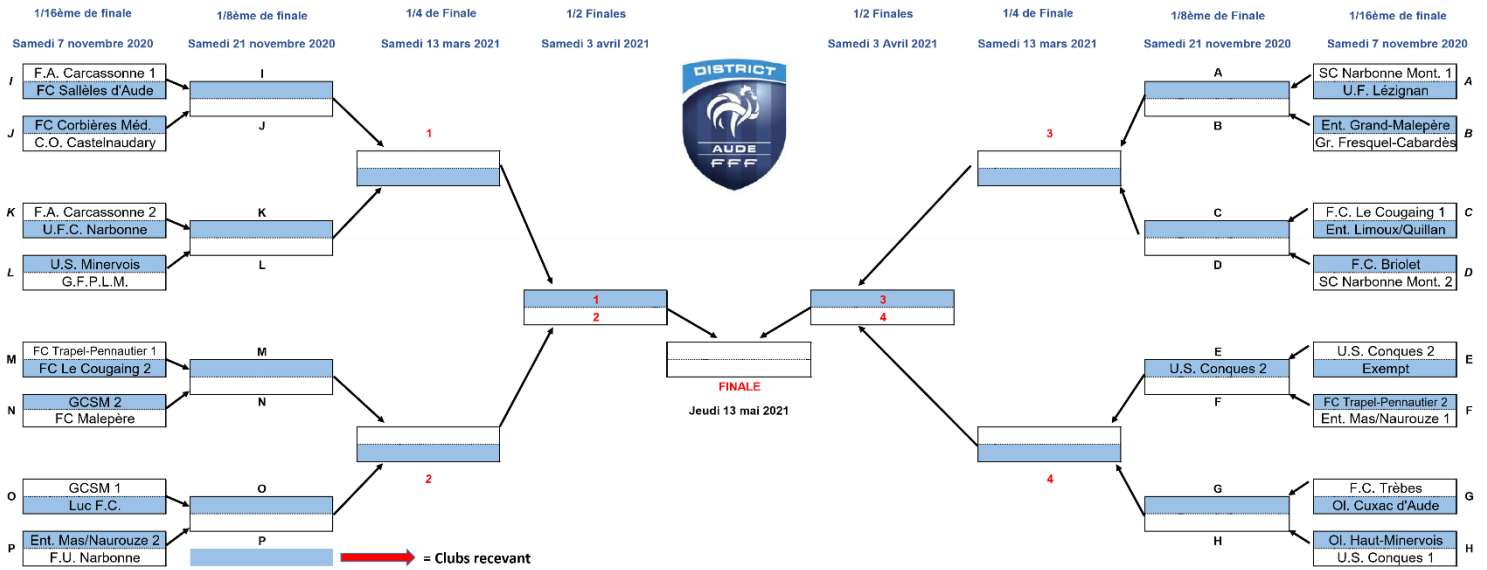 1/16ème de finale
1/8ème de finale
1/4 de Finale
1/2 Finales
1/2 Finales
1/4 de Finale
1/8ème de Finale
1/16ème de finale
Samedi 7 novembre 2020
Samedi 21 novembre 2020
Samedi 13 mars 2021
Samedi 3 avril 2021
Samedi 3 Avril 2021
Samedi 13 mars 2021
Samedi 21 novembre 2020
Samedi 7 novembre 2020
I
F.A. Carcassonne 1
FC Sallèles d'Aude
J
FC Corbières Méd.
C.O. Castelnaudary
K
F.A. Carcassonne 2
U.F.C. Narbonne
L
U.S. Minervois
G.F.P.L.M.
M
FC Trapel-Pennautier 1
FC Le Cougaing 2
N
GCSM 2
FC Malepère
O
GCSM 1
Luc F.C.
P
Ent. Mas/Naurouze 2
F.U. Narbonne
I
J
K
L
M
N
O
P
1
2
1
2
DISTRICT
AUDE
FFF
FINALE
Jeudi 13 mai 2021
= Clubs recevant
3
4
3
4
A
B
C
D
E
U.S. Conques 2
F
G
H
SC Narbonne Mont. 1
U.F. Lézignan
A
Ent. Grand-Malepère
Gr. Fresquel-Cabardès
B
F.C. Le Cougaing 1
Ent. Limoux/Quillan
C
F.C. Briolet
SC Narbonne Mont. 2
D
U.S. Conques 2
Exempt
E
FC Trapel-Pennautier 2
Ent. Mas/Naurouze 1
F
F.C. Trèbes
Ol. Cuxac d'Aude
G
Ol. Haut-Minervois
U.S. Conques 1
H